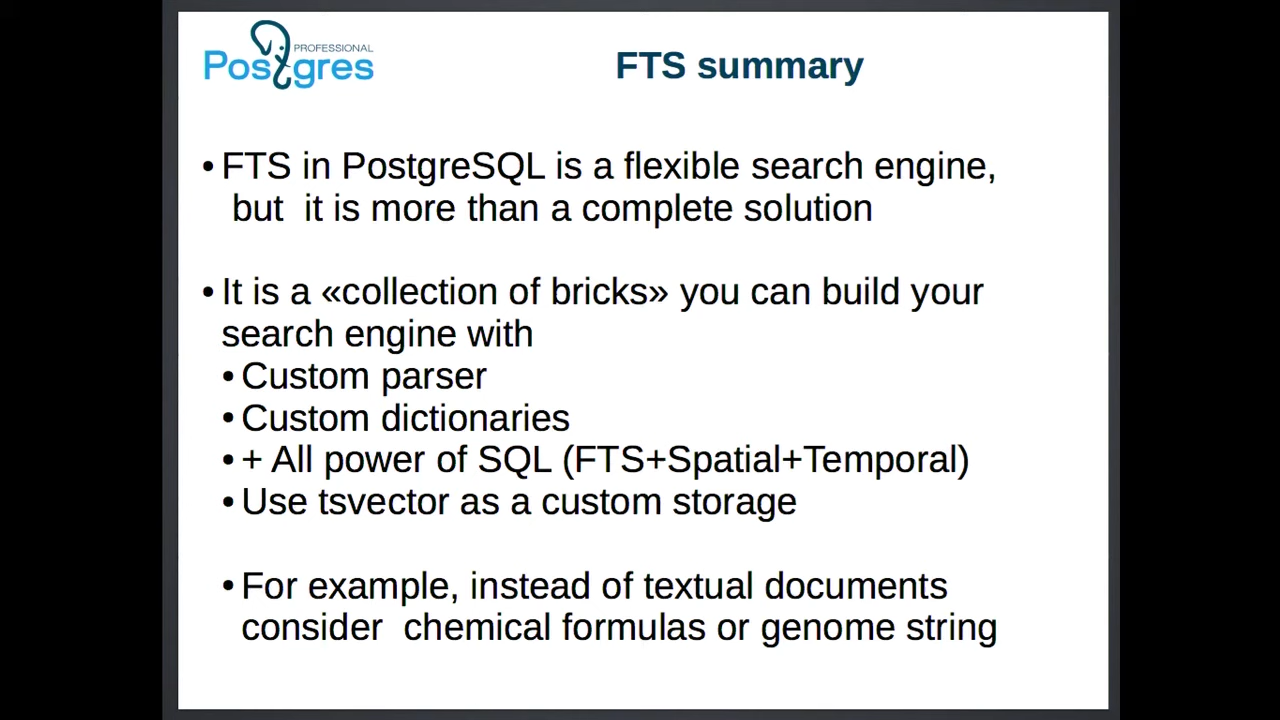 PROFESSIONAL
Postgres
FTS summary
• FTS in PostgreSQL is a flexible search engine,
but it is more than a complete solution
• It is a «collection of bricks» you can build your
search engine with
• Custom parser
• Custom dictionaries
• + All power of SQL (FTS+Spatial+Temporal)
• Use tsvector as a custom storage
• For example, instead of textual documents
consider chemical formulas or genome string